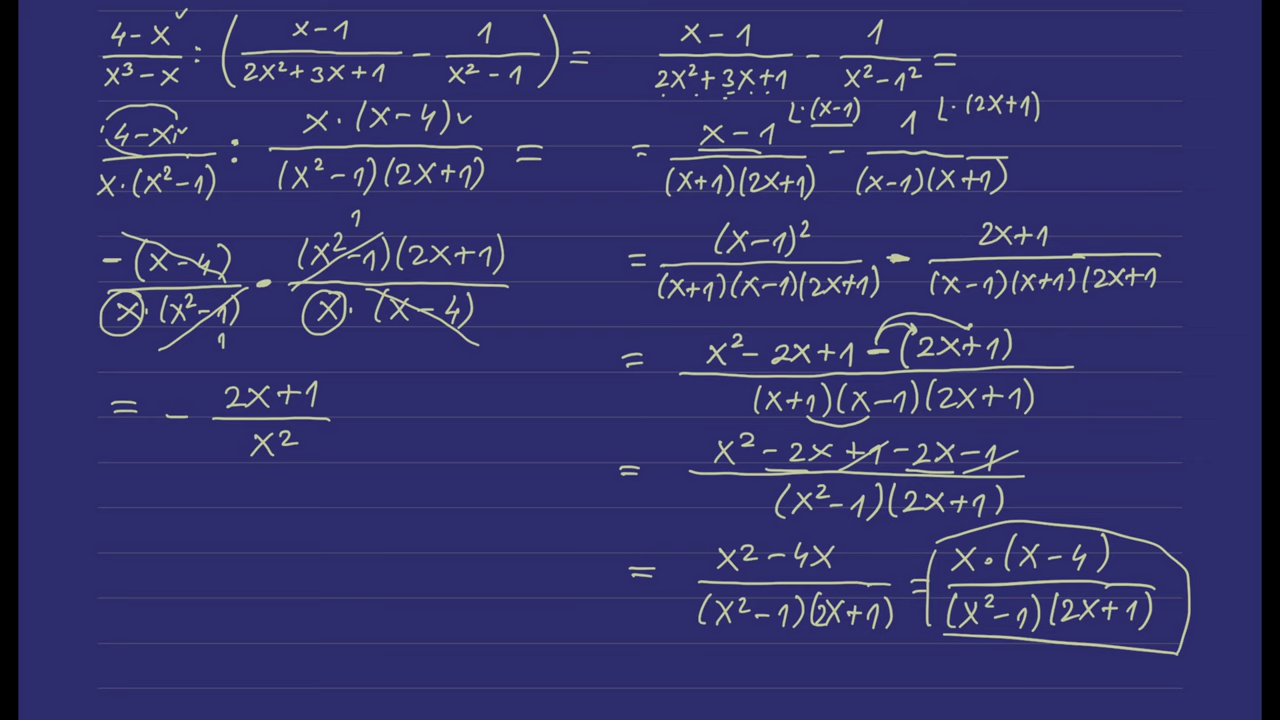 (4-x)/(x³-x) : ((x-1)/(2x²+3x+1) - 1/(x²-1)) =
(4-x)/(x·(x²-1)) : (x·(x-4))/((x²-1)(2x+1)) =
-(x-4)/(x·(x²-1)) · ((x²-1)(2x+1))/(x·(x-4))
1
1
= - (2x+1)/x²
(x-1)/(2x²+3x+1) - 1/(x²-1²) =
= (x-1)/((x+1)(2x+1)) |·(x-1) - 1/((x-1)(x+1)) |·(2x+1)
= (x-1)²/((x+1)(x-1)(2x+1)) - (2x+1)/((x-1)(x+1)(2x+1
= (x²-2x+1-(2x+1))/((x+1)(x-1)(2x+1))
= (x²-2x+1-2x-1)/((x²-1)(2x+1))
= (x²-4x)/((x²-1)(2x+1)) = (x·(x-4))/((x²-1)(2x+1))